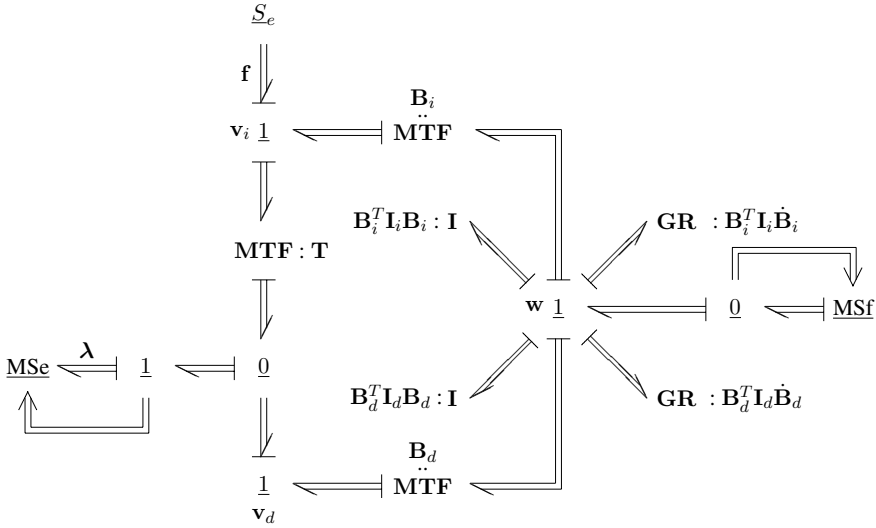 S_e
f
B_i
v_i 1
MTF
B_i^T I_i B_i : I
GR : B_i^T I_i Ḃ_i
MTF : T
w 1
0
MSf
MSe
λ
1
0
B_d^T I_d B_d : I
GR : B_d^T I_d Ḃ_d
B_d
1
MTF
v_d